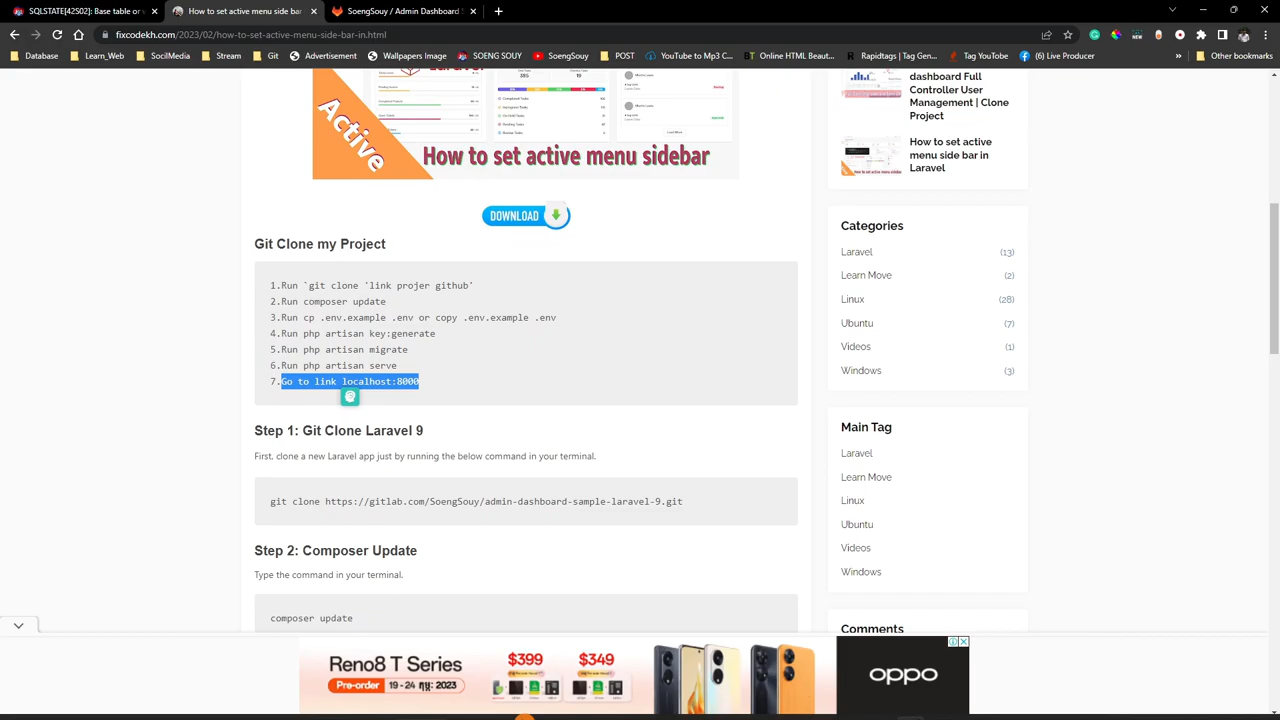 SQLSTATE[42S02]: Base table or v
How to set active menu sidebar in L
SoengSouy / Admin Dashboard S
fixcodekh.com/2023/02/how-to-set-active-menu-side-bar-in.html
Database
Learn_Web
SocilMedia
Stream
Git
Advertisement
Wallpapers Image
SOENG SOUY
SoengSouy
POST
YouTube to Mp3 C...
Online HTML Beaut...
Rapidtags | Tag Gen...
Tag YouTube
Live Producer
»
Other bookmarks
Active
How to set active menu sidebar
DOWNLOAD
Git Clone my Project
1.Run `git clone 'link projer github'
2.Run composer update
3.Run cp .env.example .env or copy .env.example .env
4.Run php artisan key:generate
5.Run php artisan migrate
6.Run php artisan serve
7.Go to link localhost:8000
Step 1: Git Clone Laravel 9
First, clone a new Laravel app just by running the below command in your terminal.
git clone https://gitlab.com/SoengSouy/admin-dashboard-sample-laravel-9.git
Step 2: Composer Update
Type the command in your terminal.
composer update
dashboard Full
Controller User
Management | Clone
Project
How to set active
menu side bar in
Laravel
Categories
Laravel (13)
Learn Move (2)
Linux (28)
Ubuntu (7)
Videos (1)
Windows (3)
Main Tag
Laravel
Learn Move
Linux
Ubuntu
Videos
Windows
Comments
Reno8 T Series
Pre-order
$399
$349
oppo